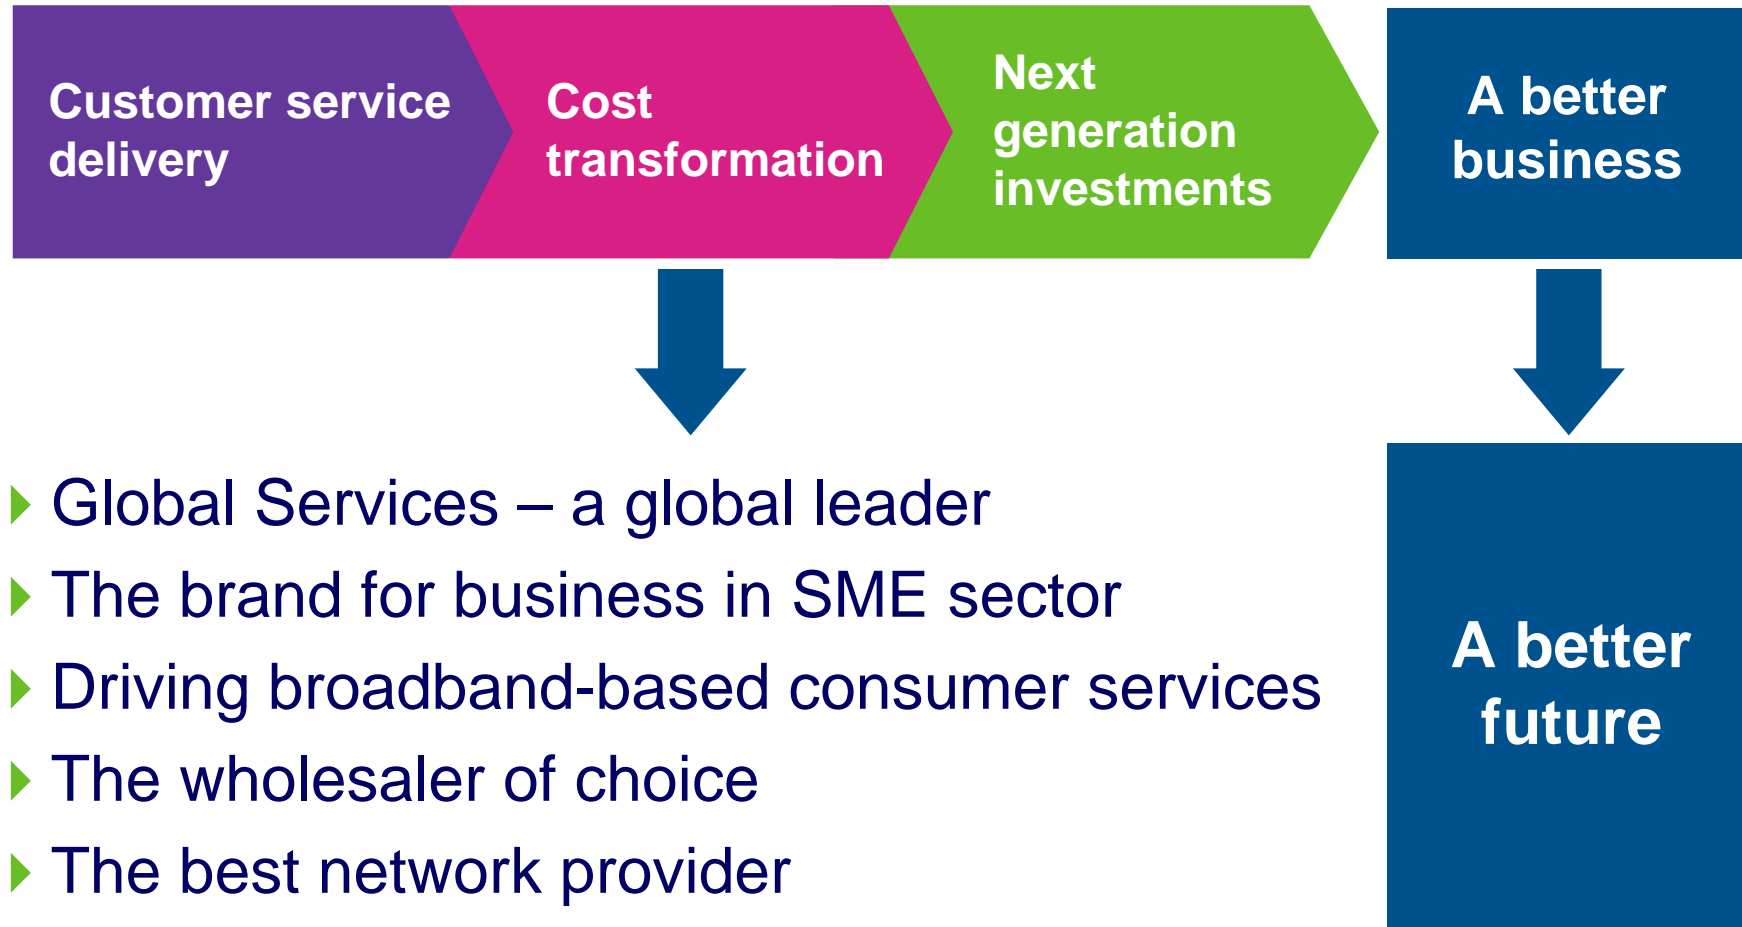 Customer service
delivery
Cost
transformation
Next
generation
investments
A better
business
Global Services – a global leader
The brand for business in SME sector
Driving broadband-based consumer services
The wholesaler of choice
The best network provider
A better
future